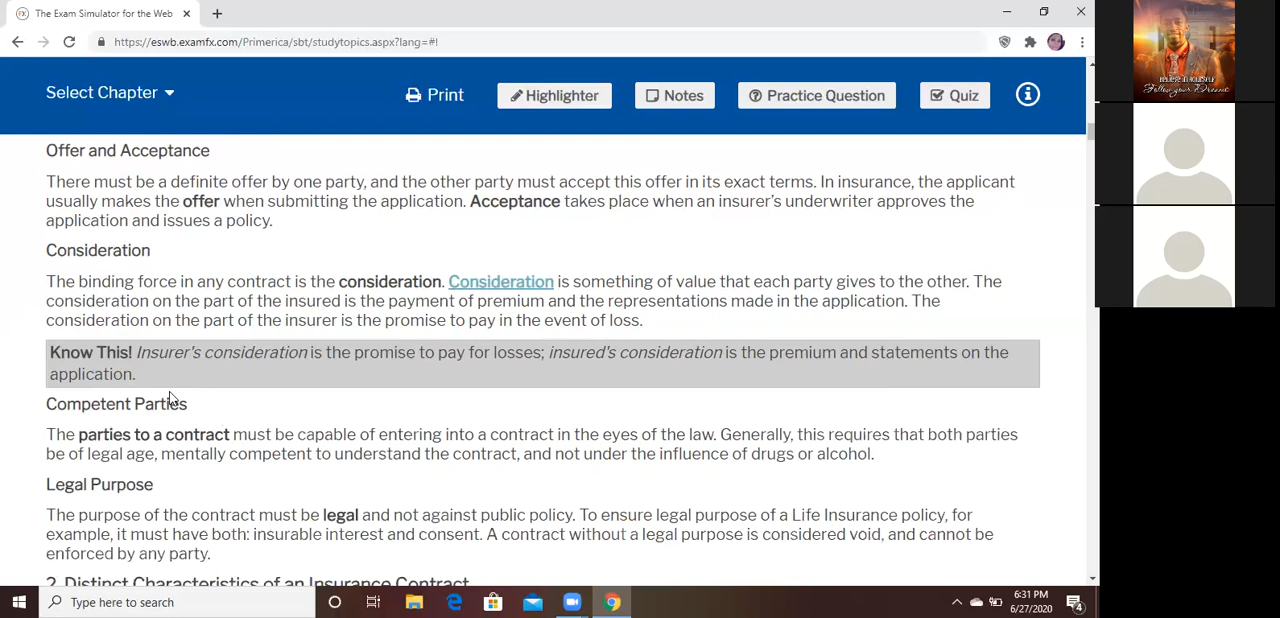 The Exam Simulator for the Web
https://eswb.examfx.com/Primerica/sbt/studytopics.aspx?lang=#!
Select Chapter
Print
Highlighter
Notes
Practice Question
Quiz
Offer and Acceptance
There must be a definite offer by one party, and the other party must accept this offer in its exact terms. In insurance, the applicant
usually makes the offer when submitting the application. Acceptance takes place when an insurer's underwriter approves the
application and issues a policy.
Consideration
The binding force in any contract is the consideration. Consideration is something of value that each party gives to the other. The
consideration on the part of the insured is the payment of premium and the representations made in the application. The
consideration on the part of the insurer is the promise to pay in the event of loss.
Know This! Insurer's consideration is the promise to pay for losses; insured's consideration is the premium and statements on the
application.
Competent Parties
The parties to a contract must be capable of entering into a contract in the eyes of the law. Generally, this requires that both parties
be of legal age, mentally competent to understand the contract, and not under the influence of drugs or alcohol.
Legal Purpose
The purpose of the contract must be legal and not against public policy. To ensure legal purpose of a Life Insurance policy, for
example, it must have both: insurable interest and consent. A contract without a legal purpose is considered void, and cannot be
enforced by any party.
2. Distinct Characteristics of an Insurance Contract
Type here to search
6:31 PM
6/27/2020
4
Follow your Dreams